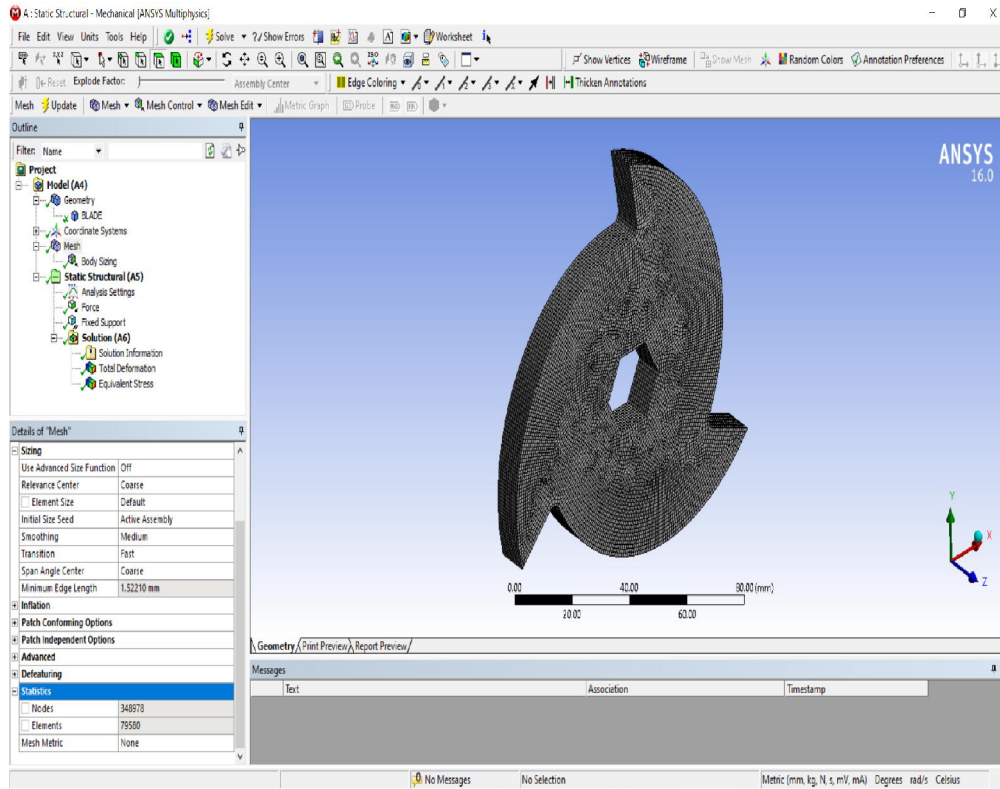 A : Static Structural - Mechanical [ANSYS Multiphysics]
File Edit View Units Tools Help Solve ?/ Show Errors Worksheet
Show Vertices Wireframe Show Mesh Random Colors Annotation Preferences
Reset Explode Factor: Assembly Center Edge Coloring Thicken Annotations
Mesh Update Mesh Mesh Control Mesh Edit Metric Graph Probe
Outline
Filter: Name
Project
Model (A4)
Geometry
BLADE
Coordinate Systems
Mesh
Body Sizing
Static Structural (A5)
Analysis Settings
Force
Fixed Support
Solution (A6)
Solution Information
Total Deformation
Equivalent Stress
Details of "Mesh"
Sizing
Use Advanced Size Function Off
Relevance Center Coarse
Element Size Default
Initial Size Seed Active Assembly
Smoothing Medium
Transition Fast
Span Angle Center Coarse
Minimum Edge Length 1.52210 mm
Inflation
Patch Conforming Options
Patch Independent Options
Advanced
Defeaturing
Statistics
Nodes 348978
Elements 79580
Mesh Metric None
ANSYS
16.0
Y
X
Z
0.00 40.00 80.00 (mm)
20.00 60.00
Geometry Print Preview Report Preview
Messages
Text Association Timestamp
No Messages No Selection Metric (mm, kg, N, s, mV, mA) Degrees rad/s Celsius